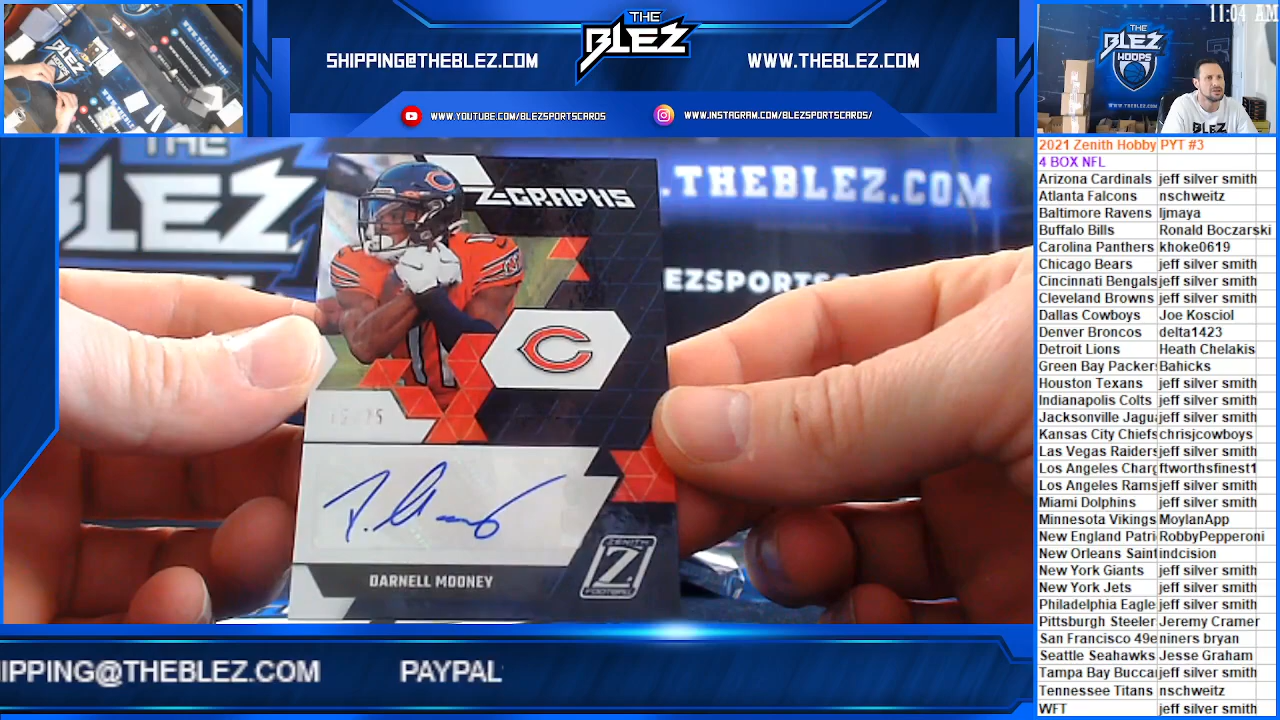 11:04 AM
THE
BLEZ
SHIPPING@THEBLEZ.COM
WWW.THEBLEZ.COM
WWW.YOUTUBE.COM/BLEZSPORTSCARDS
WWW.INSTAGRAM.COM/BLEZSPORTSCARDS/
THE
BLEZ
HOOPS
BLEZ
THE
BLEZ
.THEBLEZ.COM
EZSPORTS
Z-GRAPHS
DARNELL MOONEY
ZENITH
Z
FOOTBALL
2021 Zenith Hobby PYT #3
4 BOX NFL
Arizona Cardinals jeff silver smith
Atlanta Falcons nschweitz
Baltimore Ravens ljmaya
Buffalo Bills Ronald Boczarski
Carolina Panthers khoke0619
Chicago Bears jeff silver smith
Cincinnati Bengals jeff silver smith
Cleveland Browns jeff silver smith
Dallas Cowboys Joe Kosciol
Denver Broncos delta1423
Detroit Lions Heath Chelakis
Green Bay Packer Bahicks
Houston Texans jeff silver smith
Indianapolis Colts jeff silver smith
Jacksonville Jagu jeff silver smith
Kansas City Chiefs chrisjcowboys
Las Vegas Raiders jeff silver smith
Los Angeles Charg ftworthsfinest1
Los Angeles Rams jeff silver smith
Miami Dolphins jeff silver smith
Minnesota Vikings MoylanApp
New England Patri RobbyPepperoni
New Orleans Saint indcision
New York Giants jeff silver smith
New York Jets jeff silver smith
Philadelphia Eagle jeff silver smith
Pittsburgh Steeler Jeremy Cramer
San Francisco 49e niners bryan
Seattle Seahawks Jesse Graham
Tampa Bay Bucca jeff silver smith
Tennessee Titans nschweitz
WFT jeff silver smith
IPPING@THEBLEZ.COM
PAYPAL